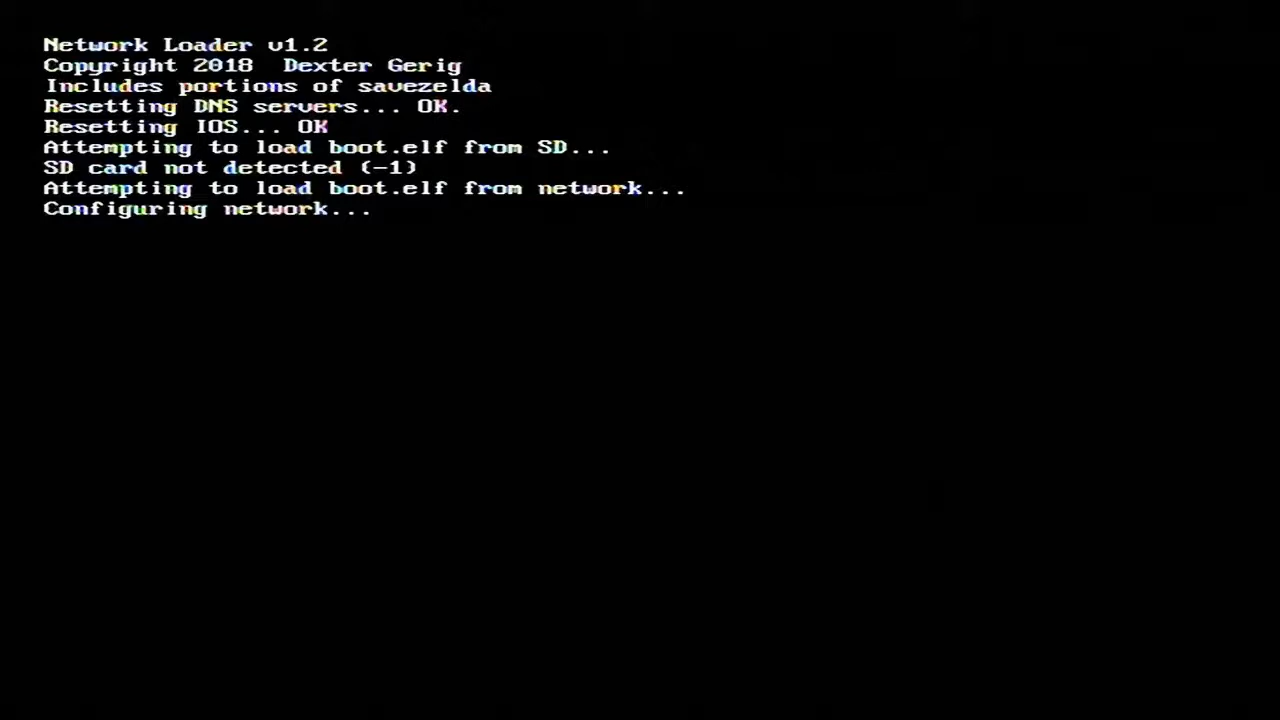 Network Loader v1.2
Copyright 2018  Dexter Gerig
Includes portions of savezelda
Resetting DNS servers... OK.
Resetting IOS... OK
Attempting to load boot.elf from SD...
SD card not detected (-1)
Attempting to load boot.elf from network...
Configuring network...